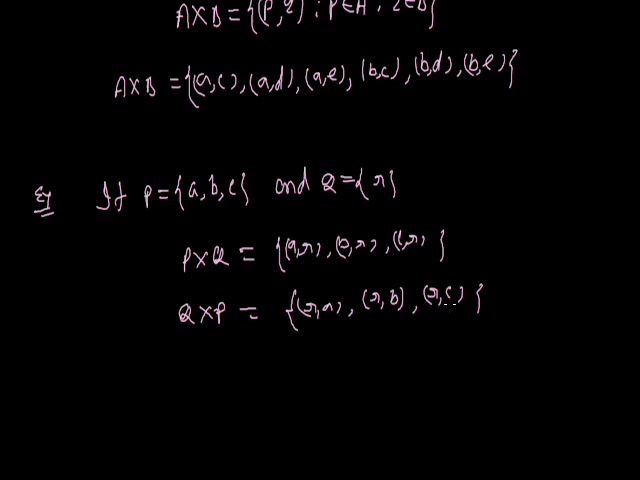 A×B = {(p,q) : p∈A, q∈B}
A×B = {(a,c), (a,d), (a,e), (b,c), (b,d), (b,e)}
Eg If P = {a, b, c} and Q = {r}
P×Q = {(a,r), (b,r), (c,r)}
Q×P = {(r,a), (r,b), (r,c)}